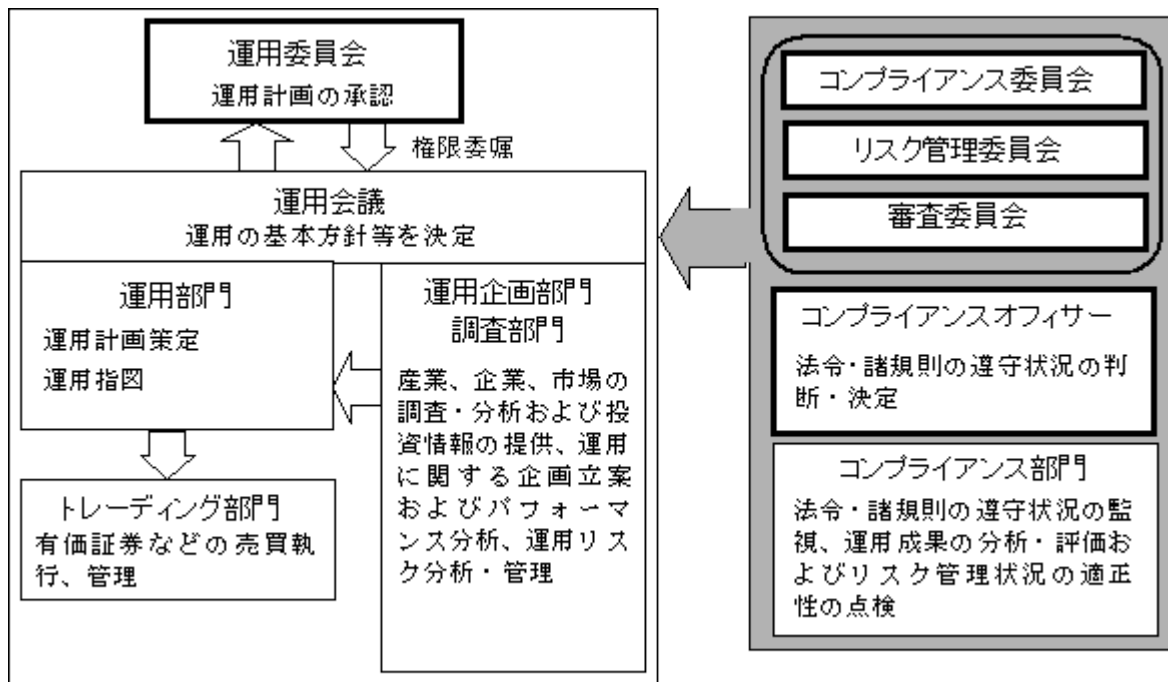 運用委員会
運用計画の承認
権限委嘱
運用会議
運用の基本方針等を決定
運用部門
運用計画策定
運用指図
運用企画部門
調査部門
産業、企業、市場の
調査・分析および投
資情報の提供、運用
に関する企画立案
およびパフォーマ
ンス分析、運用リス
ク分析・管理
トレーディング部門
有価証券などの売買執
行、管理
コンプライアンス委員会
リスク管理委員会
審査委員会
コンプライアンスオフィサー
法令・諸規則の遵守状況の判
断・決定
コンプライアンス部門
法令・諸規則の遵守状況の監
視、運用成果の分析・評価お
よびリスク管理状況の適正
性の点検